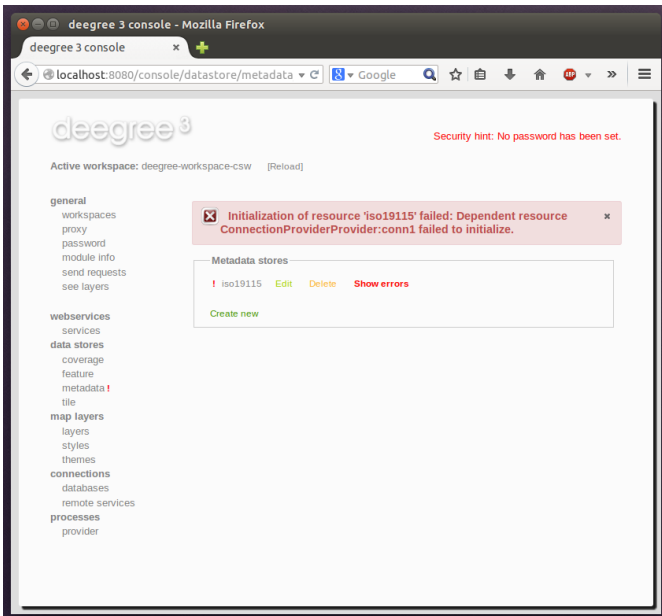 deegree 3 console - Mozilla Firefox
deegree 3 console
localhost:8080/console/datastore/metadata
Google
ABP
deegree 3
Security hint: No password has been set.
Active workspace: deegree-workspace-csw [Reload]
general
workspaces
proxy
password
module info
send requests
see layers
webservices
services
data stores
coverage
feature
metadata !
tile
map layers
layers
styles
themes
connections
databases
remote services
processes
provider
Initialization of resource 'iso19115' failed: Dependent resource
ConnectionProviderProvider:conn1 failed to initialize.
Metadata stores
! iso19115 Edit Delete Show errors
Create new